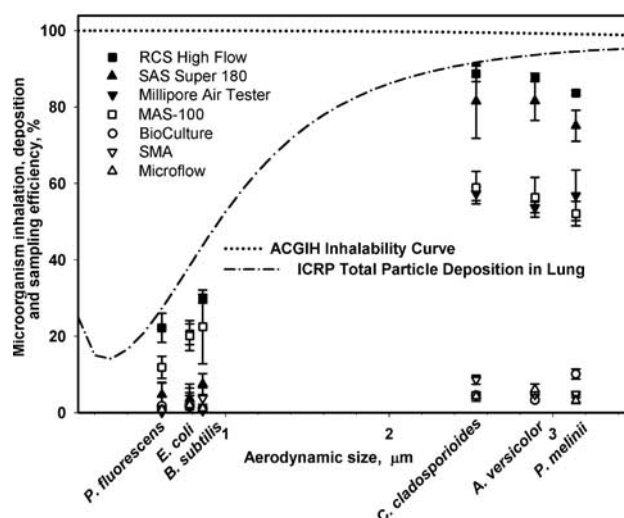 Microorganism inhalation, deposition
and sampling efficiency, %
100
80
60
40
20
0
RCS High Flow
SAS Super 180
Millipore Air Tester
MAS-100
BioCulture
SMA
Microflow
ACGIH Inhalability Curve
ICRP Total Particle Deposition in Lung
1
2
3
P. fluorescens
E. coli
B. subtilis
C. cladosporioides
A. versicolor
P. melinii
Aerodynamic size, μm